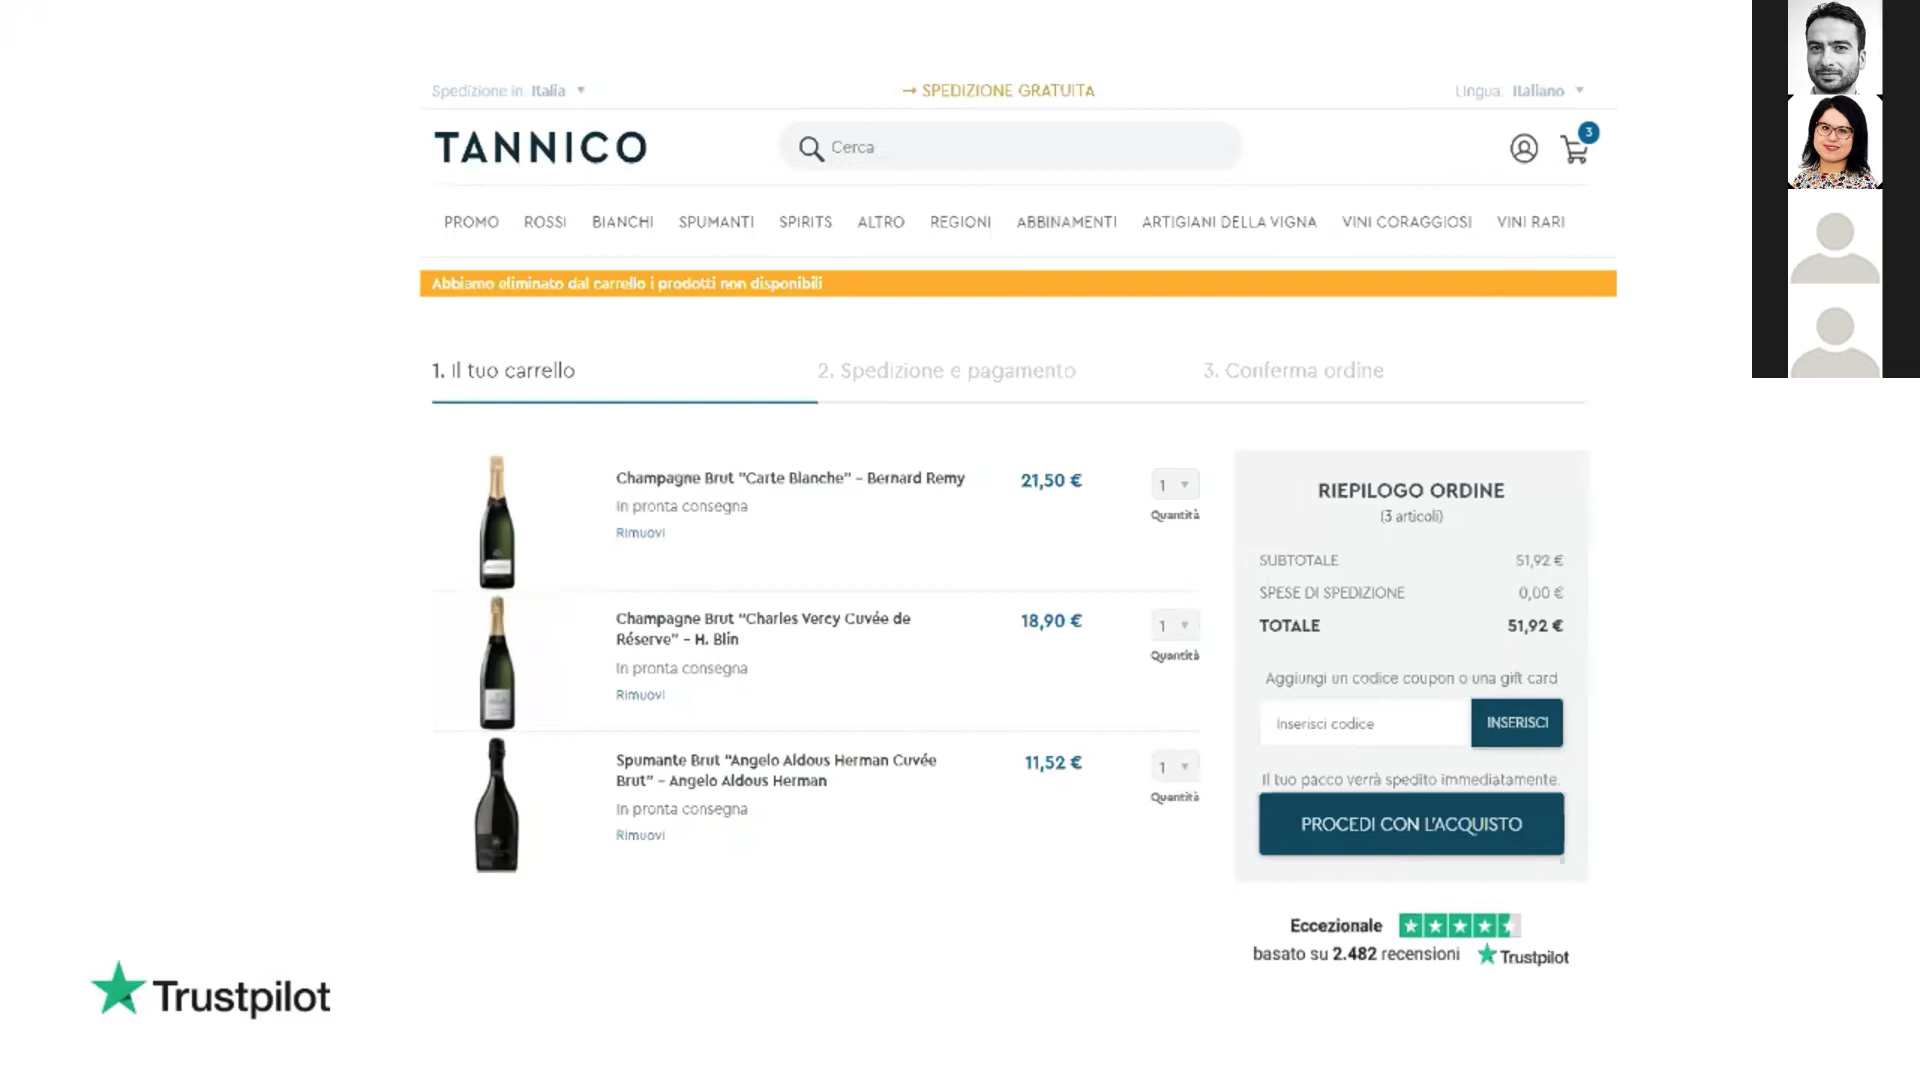 Spedizione in: Italia
→ SPEDIZIONE GRATUITA
Lingua: Italiano
TANNICO
Cerca
3
PROMO ROSSI BIANCHI SPUMANTI SPIRITS ALTRO REGIONI ABBINAMENTI ARTIGIANI DELLA VIGNA VINI CORAGGIOSI VINI RARI
Abbiamo eliminato dal carrello i prodotti non disponibili
1. Il tuo carrello
2. Spedizione e pagamento
3. Conferma ordine
Champagne Brut "Carte Blanche" - Bernard Remy
In pronta consegna
Rimuovi
21,50 €
1
Quantità
Champagne Brut "Charles Vercy Cuvée de
Réserve" - H. Blin
In pronta consegna
Rimuovi
18,90 €
1
Quantità
Spumante Brut "Angelo Aldous Herman Cuvée
Brut" - Angelo Aldous Herman
In pronta consegna
Rimuovi
11,52 €
1
Quantità
RIEPILOGO ORDINE
(3 articoli)
SUBTOTALE 51,92 €
SPESE DI SPEDIZIONE 0,00 €
TOTALE 51,92 €
Aggiungi un codice coupon o una gift card
Inserisci codice
INSERISCI
Il tuo pacco verrà spedito immediatamente.
PROCEDI CON L'ACQUISTO
Eccezionale
basato su 2.482 recensioni Trustpilot
Trustpilot